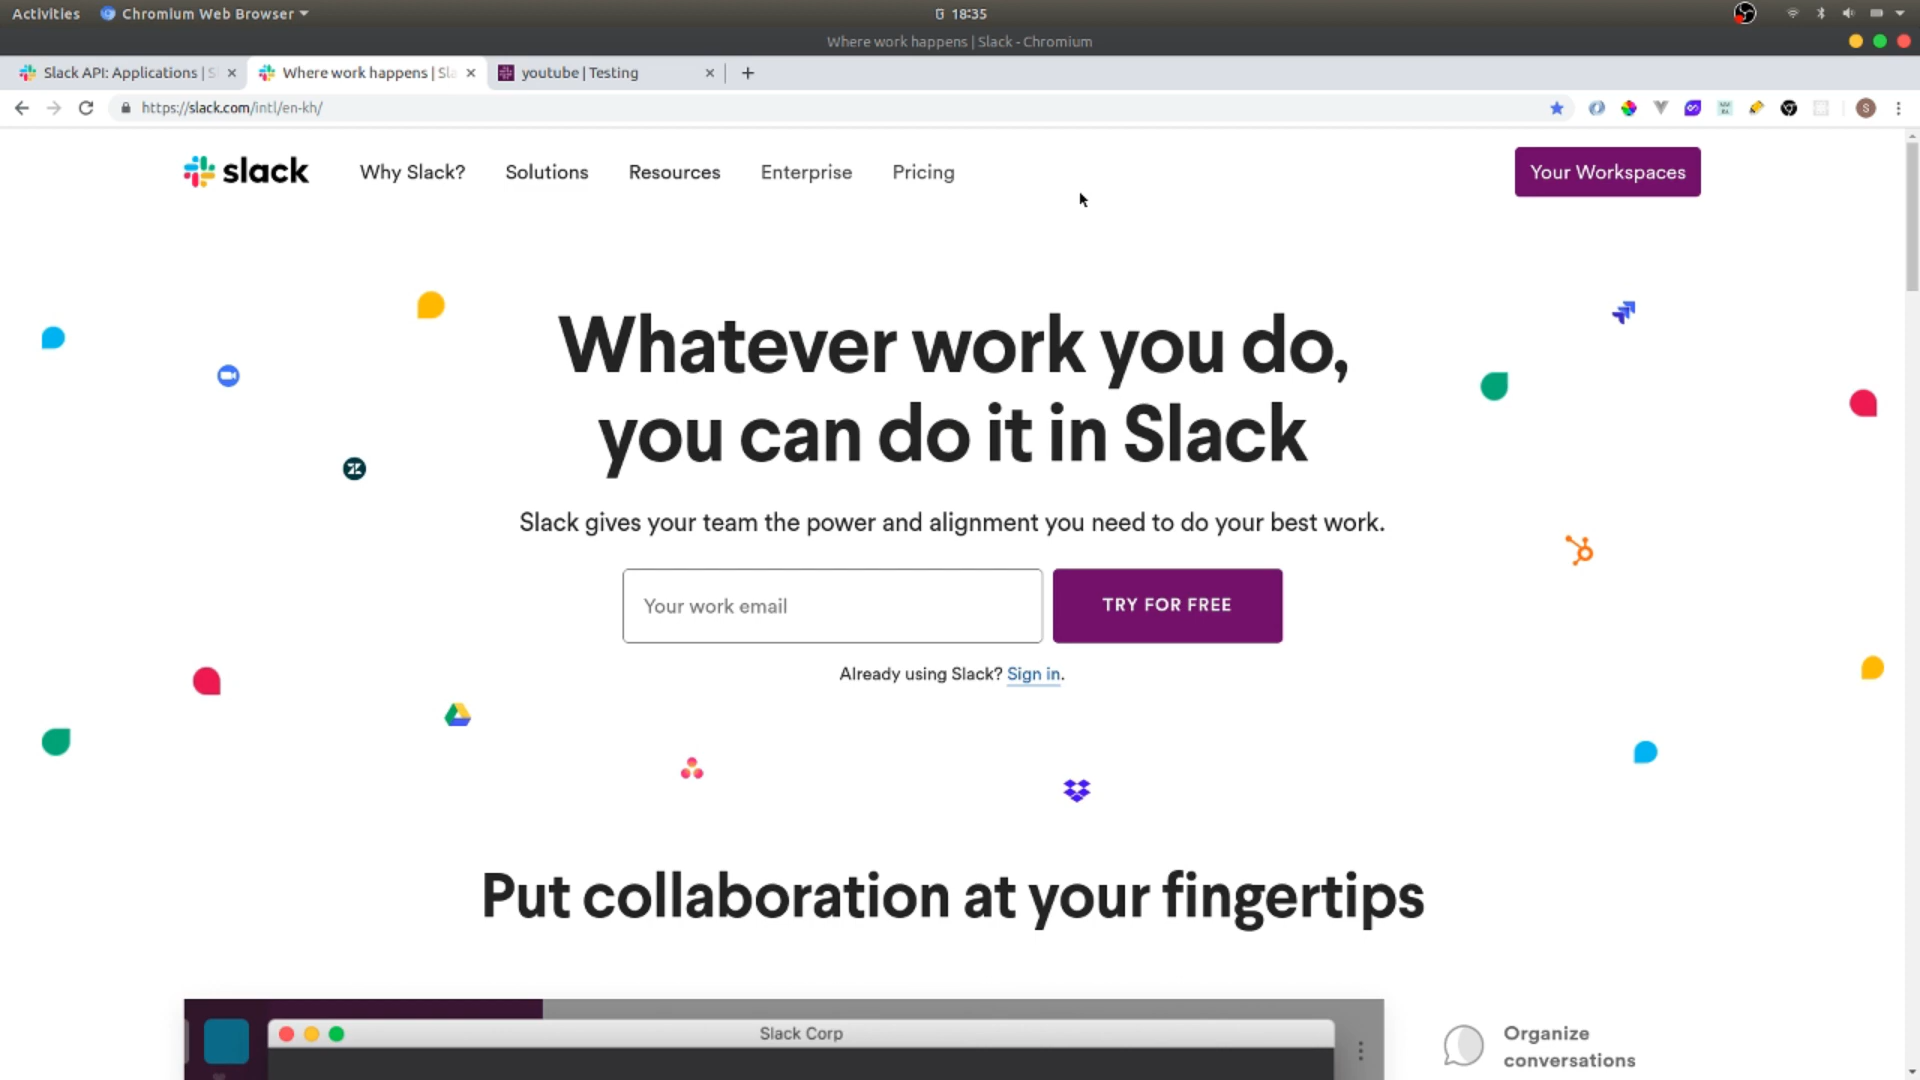 Activities Chromium Web Browser 18:35
Where work happens | Slack - Chromium
Slack API: Applications | S Where work happens | Sla youtube | Testing
https://slack.com/intl/en-kh/ S
slack Why Slack? Solutions Resources Enterprise Pricing Your Workspaces
Whatever work you do,
you can do it in Slack
Slack gives your team the power and alignment you need to do your best work.
Your work email TRY FOR FREE
Already using Slack? Sign in.
Put collaboration at your fingertips
Slack Corp
Organize
conversations